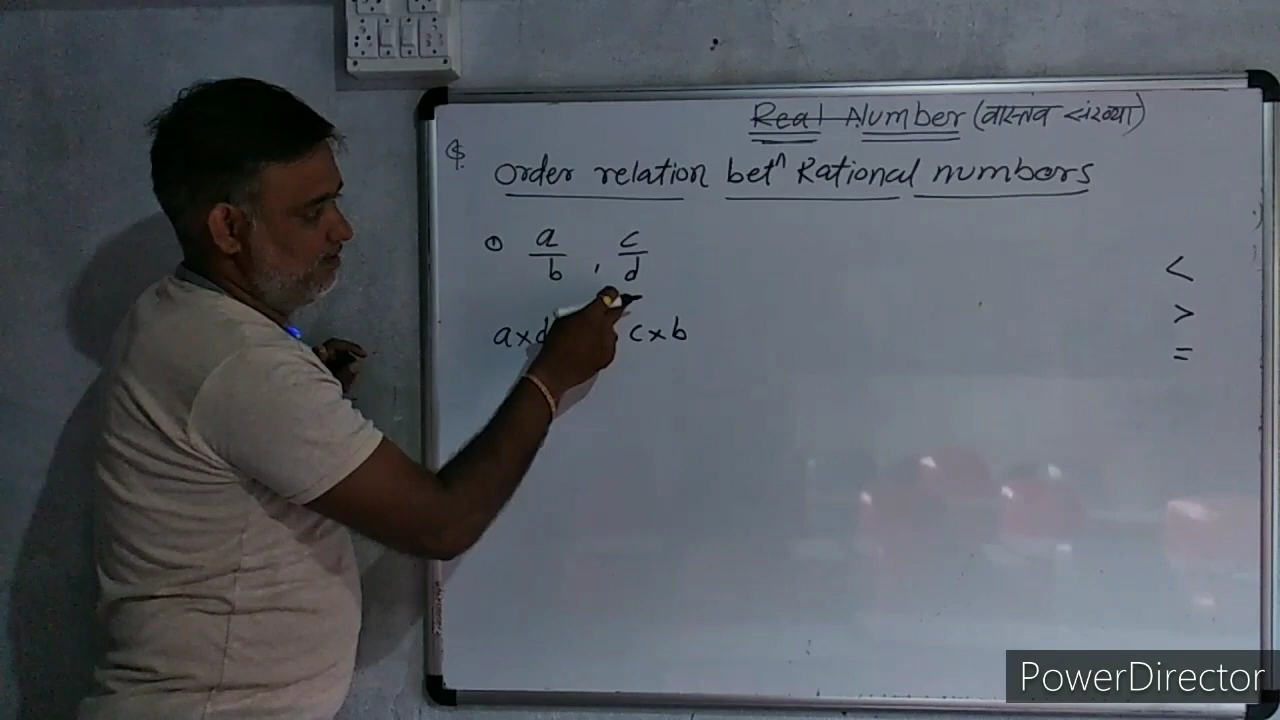 Real Number (वास्तव संख्या)
Q. Order relation betⁿ Rational numbers
① a/b , c/d
a×d c×b
<
>
=
PowerDirector